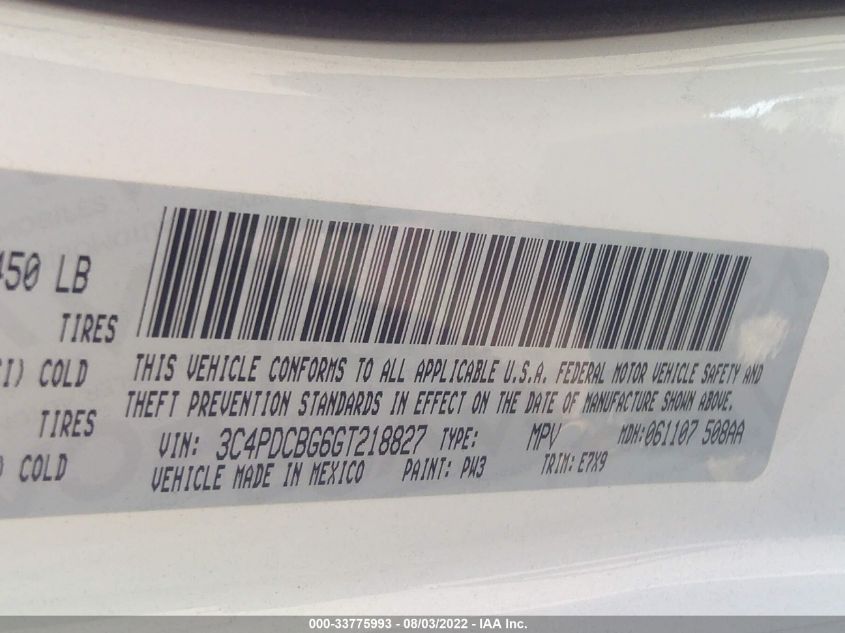 450 LB
TIRES
SI) COLD
TIRES
) COLD
THIS VEHICLE CONFORMS TO ALL APPLICABLE U.S.A. FEDERAL MOTOR VEHICLE SAFETY AND
THEFT PREVENTION STANDARDS IN EFFECT ON THE DATE OF MANUFACTURE SHOWN ABOVE.
VIN: 3C4PDCBG6GT218827 TYPE: MPV MDH:061107 508AA
VEHICLE MADE IN MEXICO PAINT: PW3 TRIM: E7X9
000-33775993 - 08/03/2022 - IAA Inc.